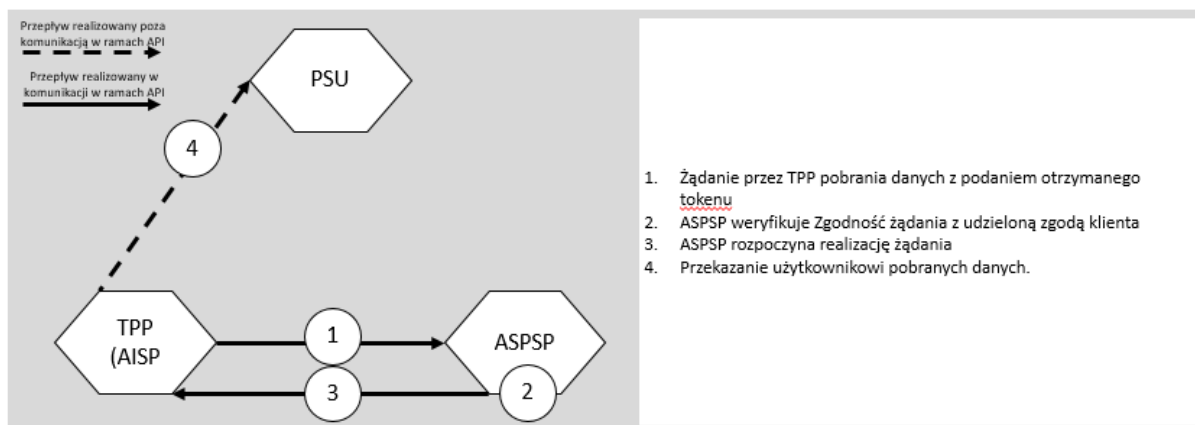 Przepływ realizowany poza
komunikacją w ramach API
Przepływ realizowany w
komunikacji w ramach API
PSU
4
TPP
(AISP
1
3
ASPSP
2
1. Żądanie przez TPP pobrania danych z podaniem otrzymanego
tokenu
2. ASPSP weryfikuje Zgodność żądania z udzieloną zgodą klienta
3. ASPSP rozpoczyna realizację żądania
4. Przekazanie użytkownikowi pobranych danych.